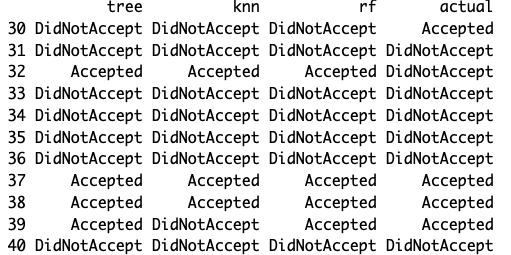 tree knn rf actual
30 DidNotAccept DidNotAccept DidNotAccept Accepted
31 DidNotAccept DidNotAccept DidNotAccept DidNotAccept
32 Accepted Accepted Accepted DidNotAccept
33 DidNotAccept DidNotAccept DidNotAccept DidNotAccept
34 DidNotAccept DidNotAccept DidNotAccept DidNotAccept
35 DidNotAccept DidNotAccept DidNotAccept DidNotAccept
36 DidNotAccept DidNotAccept DidNotAccept DidNotAccept
37 Accepted Accepted Accepted Accepted
38 Accepted Accepted Accepted Accepted
39 Accepted DidNotAccept Accepted Accepted
40 DidNotAccept DidNotAccept DidNotAccept DidNotAccept